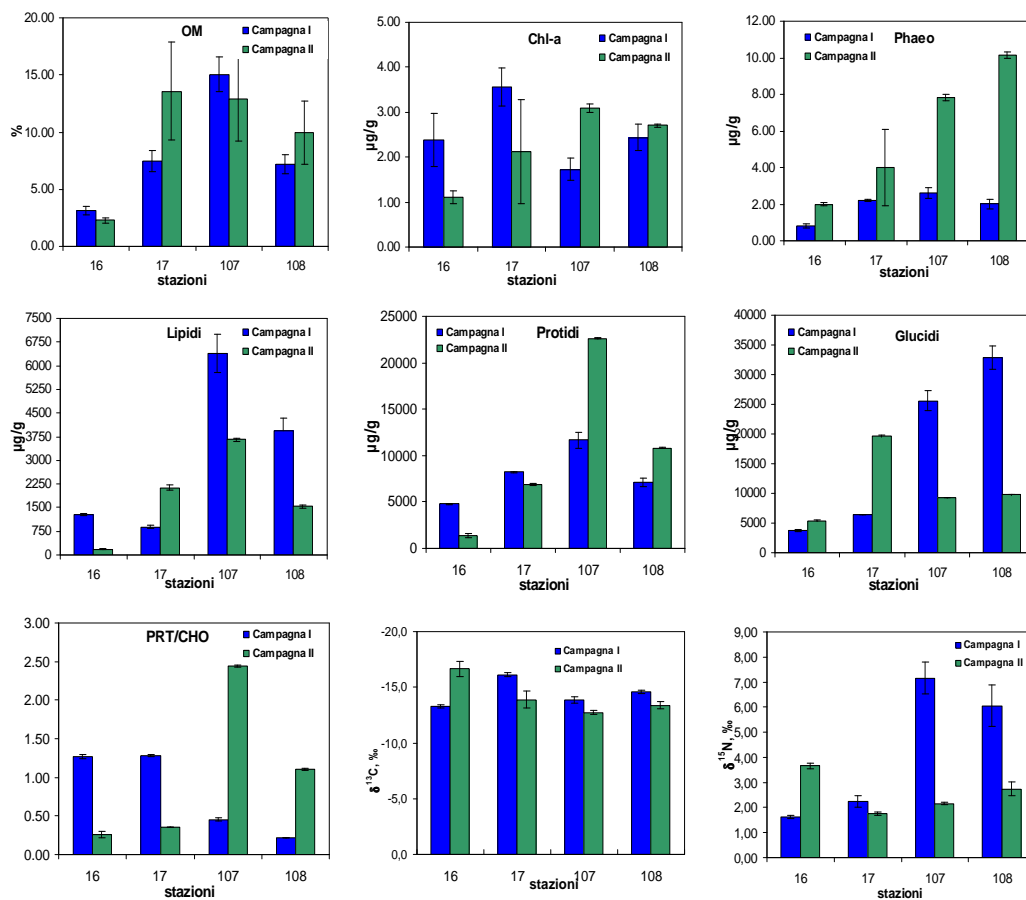 OM
Campagna I
Campagna II
%
20.00
15.00
10.00
5.00
0.00
16 17 107 108
stazioni
Chl-a
Campagna I
Campagna II
µg/g
5.00
4.00
3.00
2.00
1.00
0.00
16 17 107 108
stazioni
Phaeo
Campagna I
Campagna II
µg/g
12.00
10.00
8.00
6.00
4.00
2.00
0.00
16 17 107 108
stazioni
Lipidi
Campagna I
Campagna II
µg/g
7500
6750
6000
5250
4500
3750
3000
2250
1500
750
0
16 17 107 108
stazioni
Protidi
Campagna I
Campagna II
µg/g
25000
20000
15000
10000
5000
0
16 17 107 108
stazioni
Glucidi
Campagna I
Campagna II
µg/g
40000
35000
30000
25000
20000
15000
10000
5000
0
16 17 107 108
stazioni
PRT/CHO
Campagna I
Campagna II
3.00
2.50
2.00
1.50
1.00
0.50
0.00
16 17 107 108
stazioni
Campagna I
Campagna II
δ13C, ‰
-20,0
-15,0
-10,0
-5,0
0,0
16 17 107 108
stazioni
Campagna I
Campagna II
δ15N, ‰
9,00
8,00
7,00
6,00
5,00
4,00
3,00
2,00
1,00
0,00
16 17 107 108
stazioni